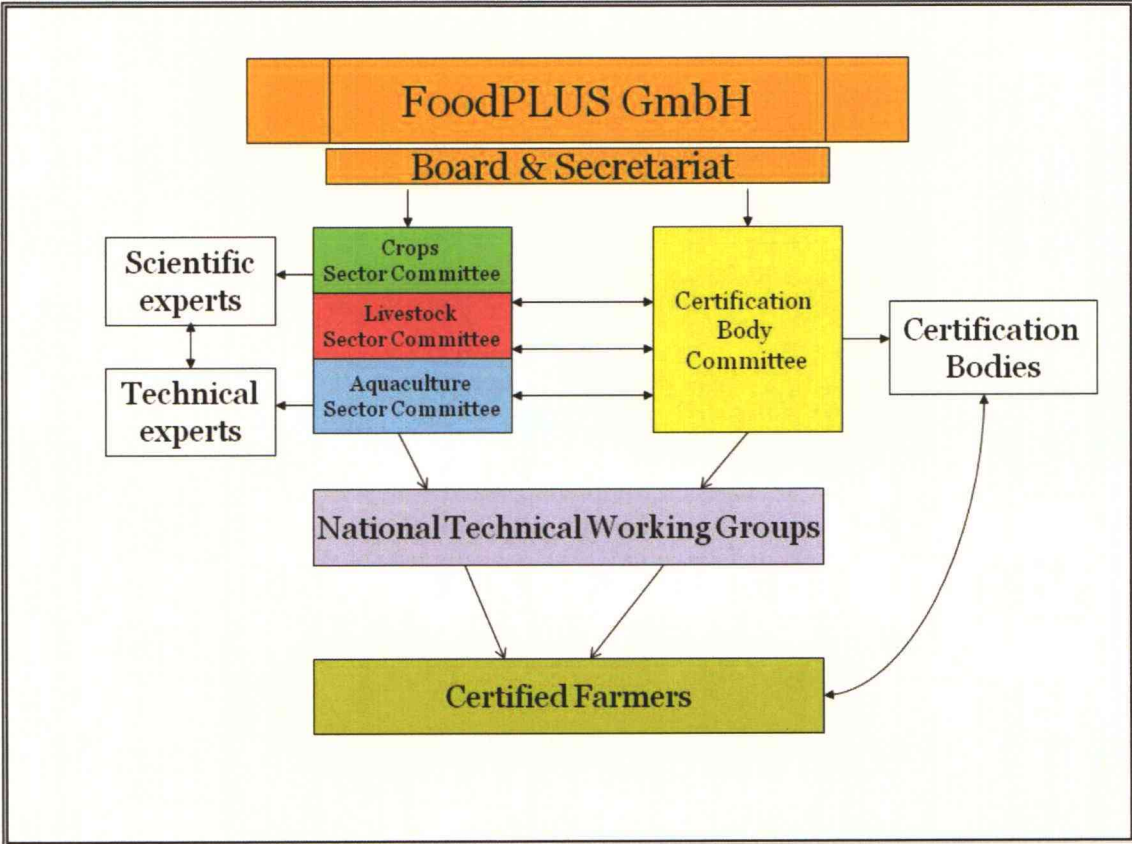 FoodPLUS GmbH
Board & Secretariat
Crops
Sector Committee
Livestock
Sector Committee
Aquaculture
Sector Committee
Scientific
experts
Technical
experts
Certification
Body
Committee
Certification
Bodies
National Technical Working Groups
Certified Farmers